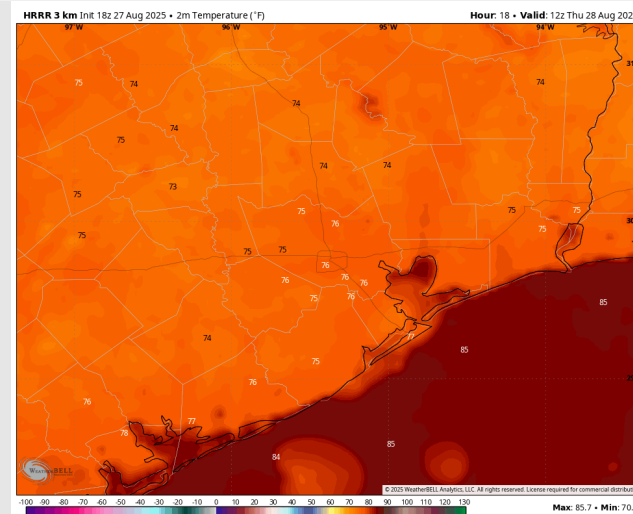 HRRR 3 km Init 18z 27 Aug 2025 • 2m Temperature (°F)
Hour: 18 • Valid: 12z Thu 28 Aug 202
97°W 96°W 95°W 94°W
31
75 74 74
74
74
75
74 74
73
75
75 76 75 75
30
75 75
75 75
76
76 76 76
75 76
85
74 77
85
75
76
76
77
78
85
84
WeatherBELL
© 2025 WeatherBELL Analytics, LLC. All rights reserved. License required for commercial distribut
-100 -90 -80 -70 -60 -50 -40 -30 -20 -10 0 10 20 30 40 50 60 70 80 90 100 110 120 130
Max: 85.7 • Min: 70.